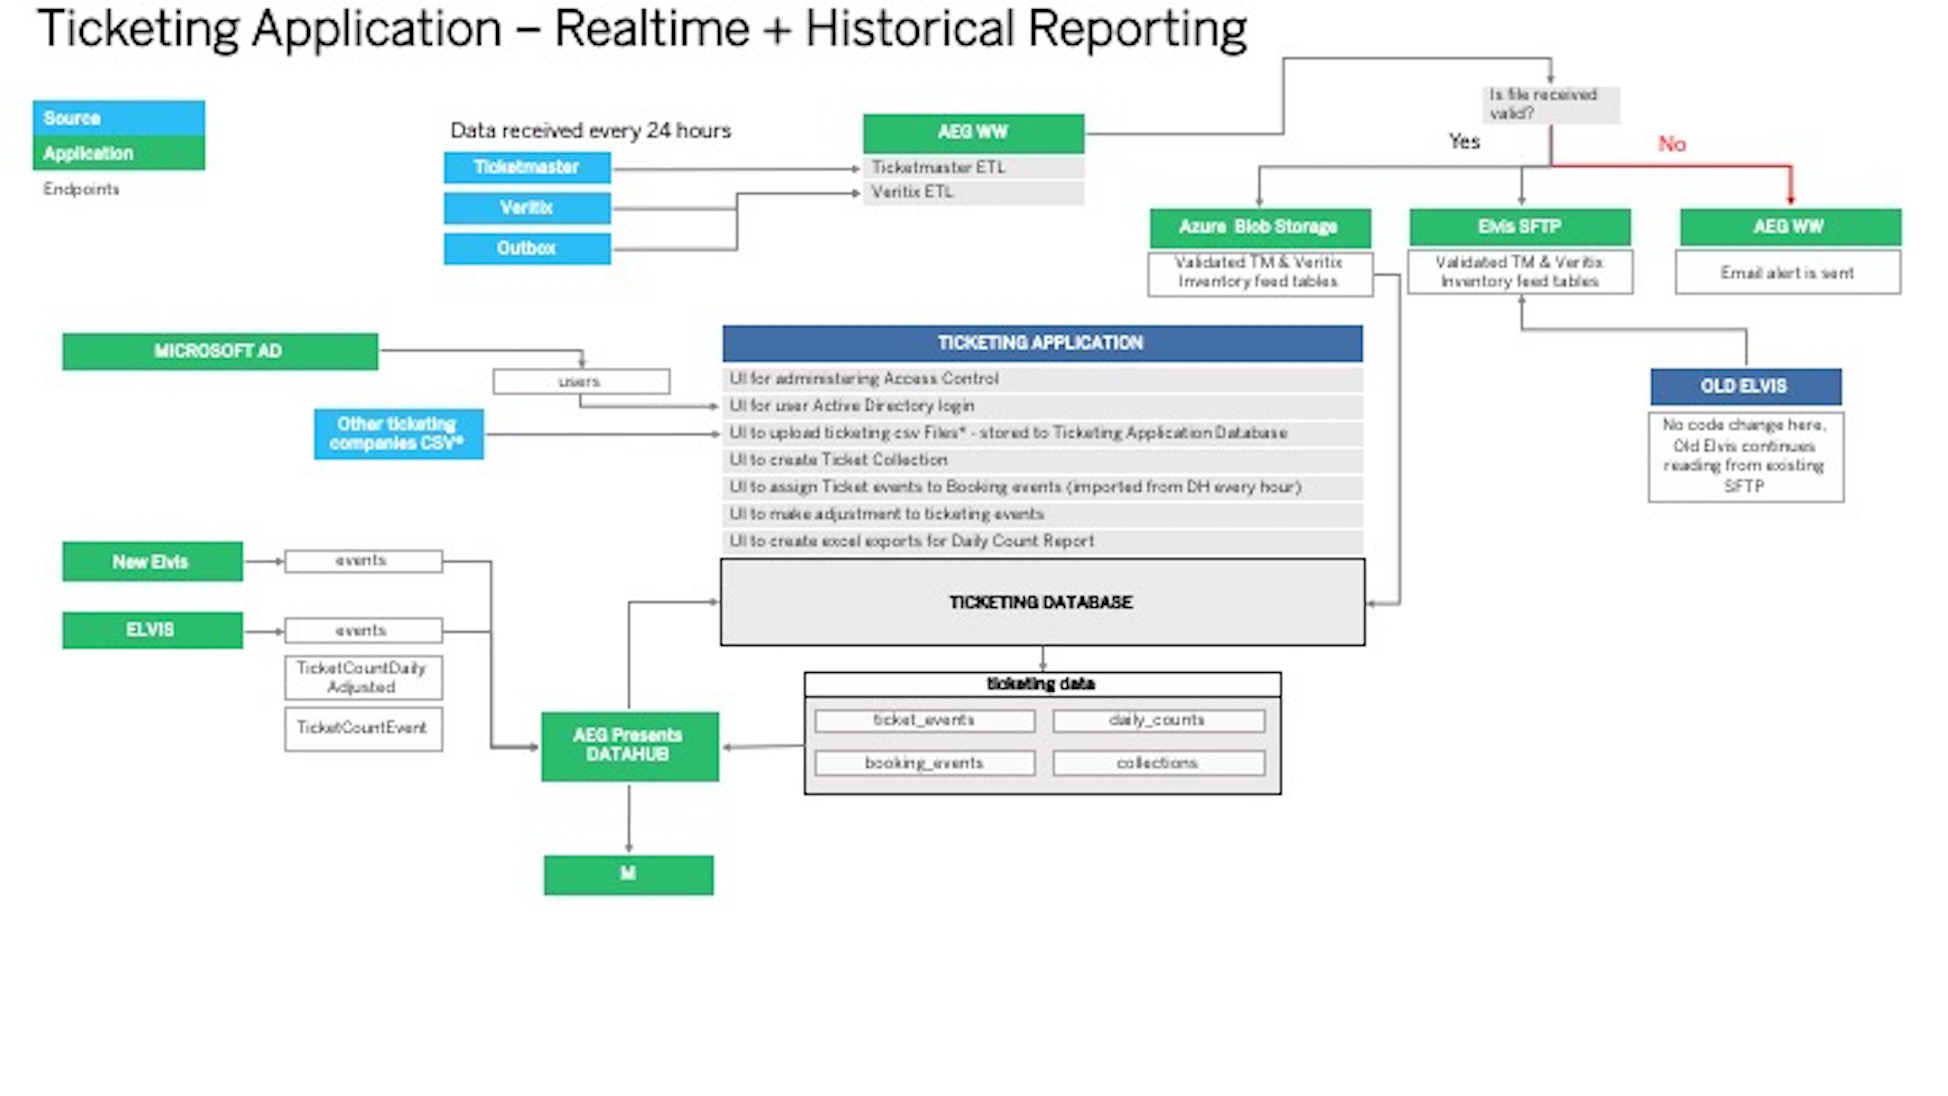 Ticketing Application – Realtime + Historical Reporting
Source
Application
Endpoints
Data received every 24 hours
Ticketmaster
Veritix
Outbox
AEG WW
Ticketmaster ETL
Veritix ETL
Is file received
valid?
Yes
No
Azure Blob Storage
Validated TM & Veritix
Inventory feed tables
Elvis SFTP
Validated TM & Veritix
Inventory feed tables
AEG WW
Email alert is sent
OLD ELVIS
No code change here,
Old Elvis continues
reading from existing
SFTP
MICROSOFT AD
users
Other ticketing
companies CSV*
TICKETING APPLICATION
UI for administering Access Control
UI for user Active Directory login
UI to upload ticketing csv Files* - stored to Ticketing Application Database
UI to create Ticket Collection
UI to assign Ticket events to Booking events (imported from DH every hour)
UI to make adjustment to ticketing events
UI to create excel exports for Daily Count Report
TICKETING DATABASE
New Elvis
events
ELVIS
events
TicketCountDaily
Adjusted
TicketCountEvent
AEG Presents
DATAHUB
ticketing data
ticket_events
daily_counts
booking_events
collections
M